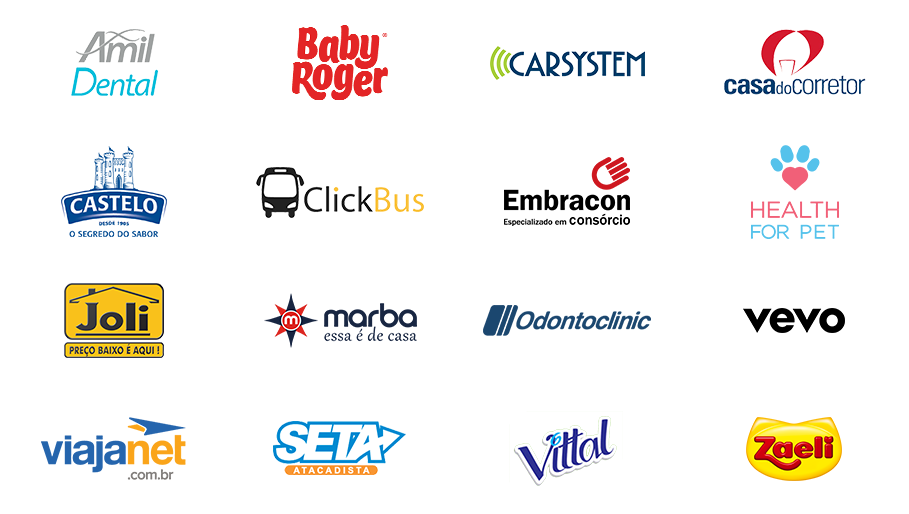 Amil
Dental
Baby
Roger
CARSYSTEM
casadocorretor
CASTELO
DESDE 1905
O SEGREDO DO SABOR
ClickBus
Embracon
Especializado em consórcio
HEALTH
FOR PET
Joli
PREÇO BAIXO É AQUI !
m
marba
essa é de casa
Odontoclinic
vevo
viajanet
.com.br
SETA
ATACADISTA
Vittal
Zaeli